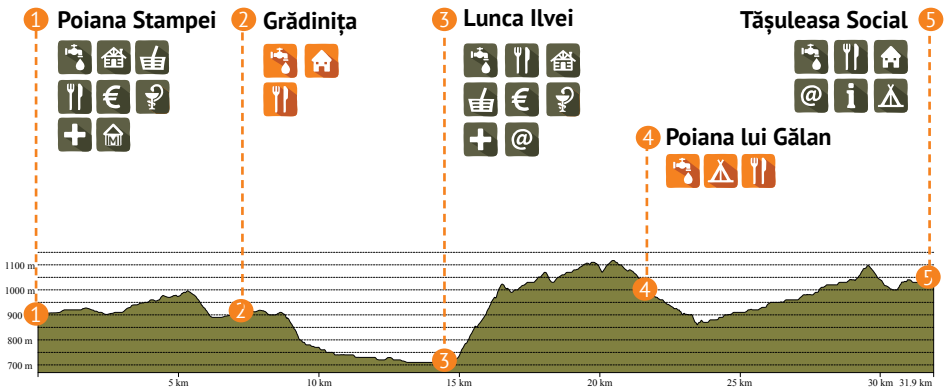 1 Poiana Stampei
2 Grădinița
3 Lunca Ilvei
Tășuleasa Social 5
€
M
€
@
@ i
4 Poiana lui Gălan
1100 m
1000 m
900 m
800 m
700 m
1
2
3
4
5
5 km
10 km
15 km
20 km
25 km
30 km
31.9 km